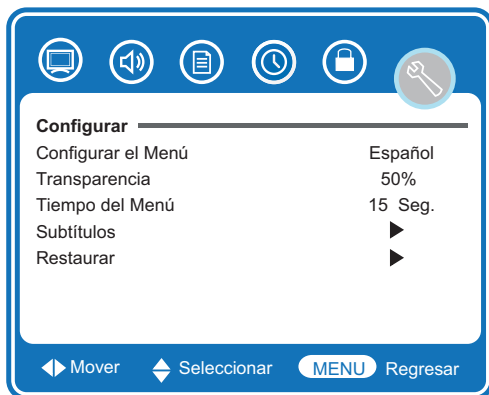 Configurar
Configurar el Menú Español
Transparencia 50%
Tiempo del Menú 15 Seg.
Subtítulos
Restaurar
Mover Seleccionar MENU Regresar